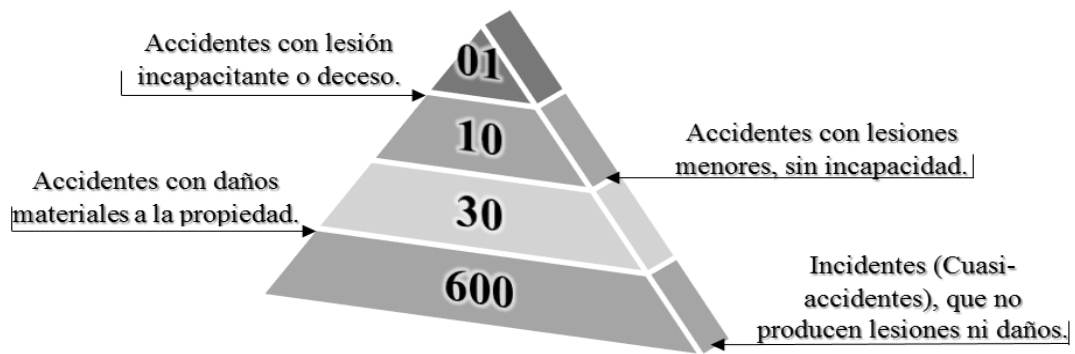 Accidentes con lesión
incapacitante o deceso.
01
10
Accidentes con lesiones
menores, sin incapacidad.
Accidentes con daños
materiales a la propiedad.
30
600
Incidentes (Cuasi-
accidentes), que no
producen lesiones ni daños.